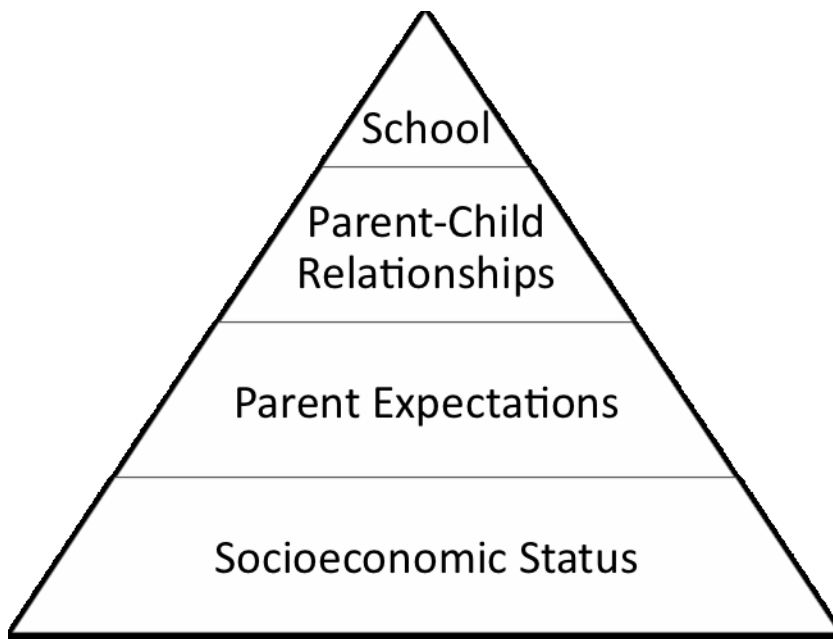 School
Parent-Child
Relationships
Parent Expectations
Socioeconomic Status